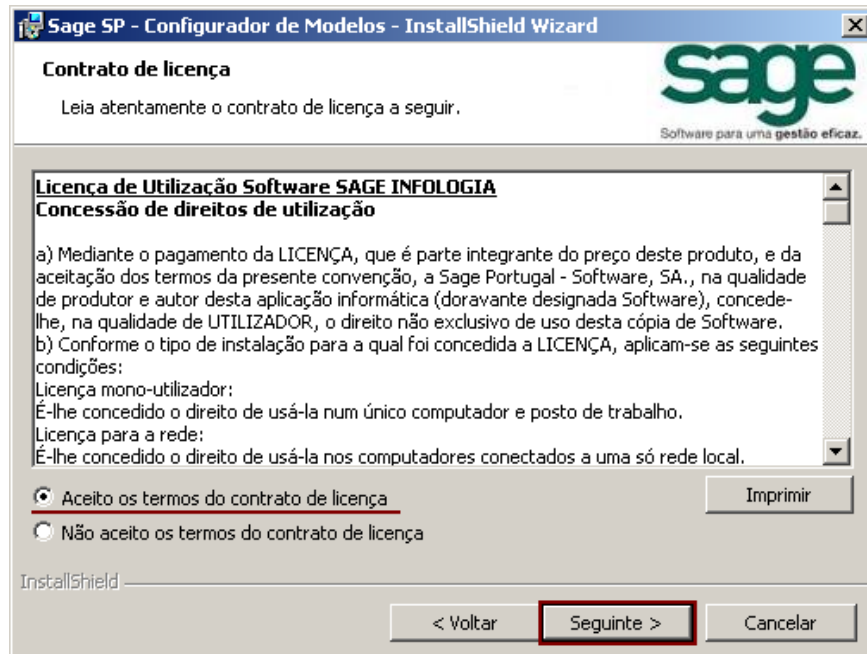 Sage SP - Configurador de Modelos - InstallShield Wizard
Contrato de licença
Leia atentamente o contrato de licença a seguir.
sage
Software para uma gestão eficaz.
Licença de Utilização Software SAGE INFOLOGIA
Concessão de direitos de utilização
a) Mediante o pagamento da LICENÇA, que é parte integrante do preço deste produto, e da
aceitação dos termos da presente convenção, a Sage Portugal - Software, SA., na qualidade
de produtor e autor desta aplicação informática (doravante designada Software), concede-
lhe, na qualidade de UTILIZADOR, o direito não exclusivo de uso desta cópia de Software.
b) Conforme o tipo de instalação para a qual foi concedida a LICENÇA, aplicam-se as seguintes
condições:
Licença mono-utilizador:
É-lhe concedido o direito de usá-la num único computador e posto de trabalho.
Licença para a rede:
É-lhe concedido o direito de usá-la nos computadores conectados a uma só rede local.
Aceito os termos do contrato de licença
Imprimir
Não aceito os termos do contrato de licença
InstallShield
< Voltar
Seguinte >
Cancelar